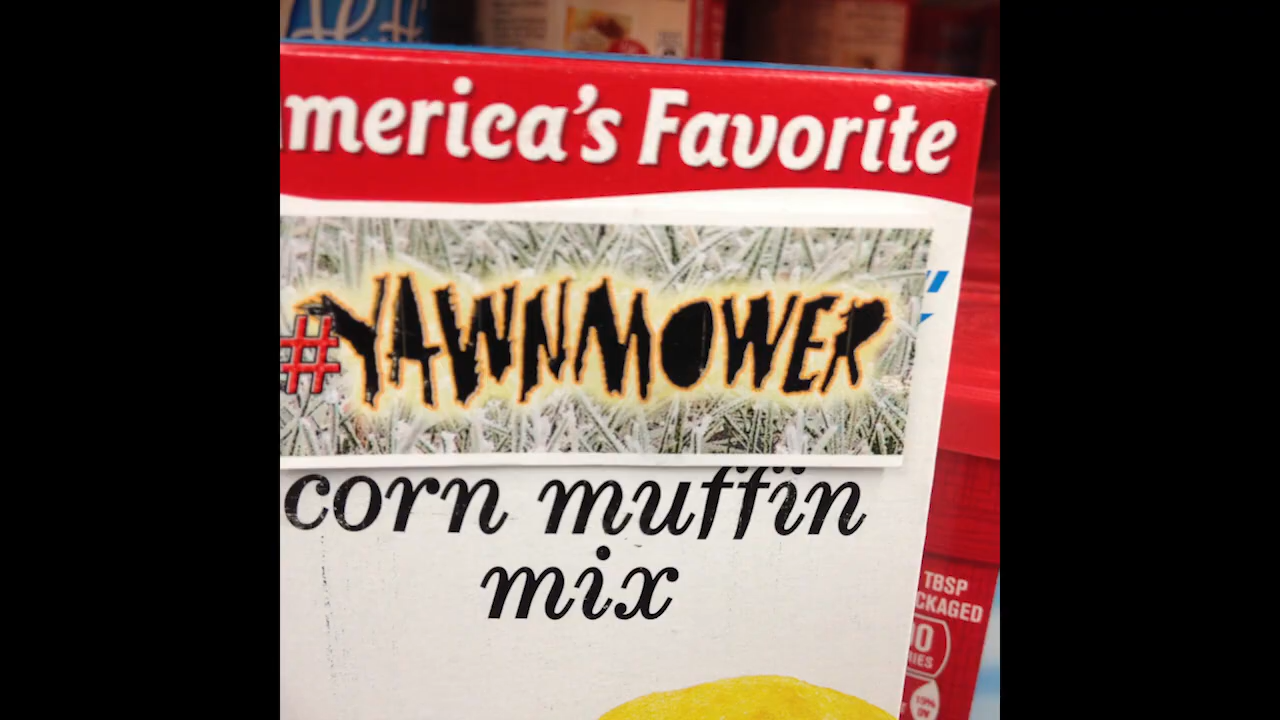 merica's Favorite
#YAWNMOWER
corn muffin
mix
TBSP
CKAGED